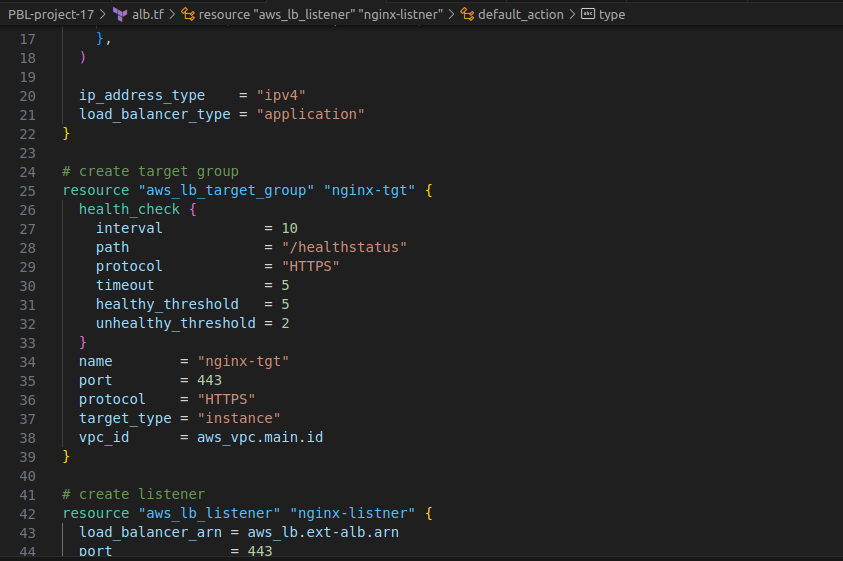 PBL-project-17 > alb.tf > resource "aws_lb_listener" "nginx-listner" > default_action > abc type
17 },
18 )
19
20 ip_address_type = "ipv4"
21 load_balancer_type = "application"
22 }
23
24 # create target group
25 resource "aws_lb_target_group" "nginx-tgt" {
26 health_check {
27 interval = 10
28 path = "/healthstatus"
29 protocol = "HTTPS"
30 timeout = 5
31 healthy_threshold = 5
32 unhealthy_threshold = 2
33 }
34 name = "nginx-tgt"
35 port = 443
36 protocol = "HTTPS"
37 target_type = "instance"
38 vpc_id = aws_vpc.main.id
39 }
40
41 # create listener
42 resource "aws_lb_listener" "nginx-listner" {
43 load_balancer_arn = aws_lb.ext-alb.arn
44 port = 443